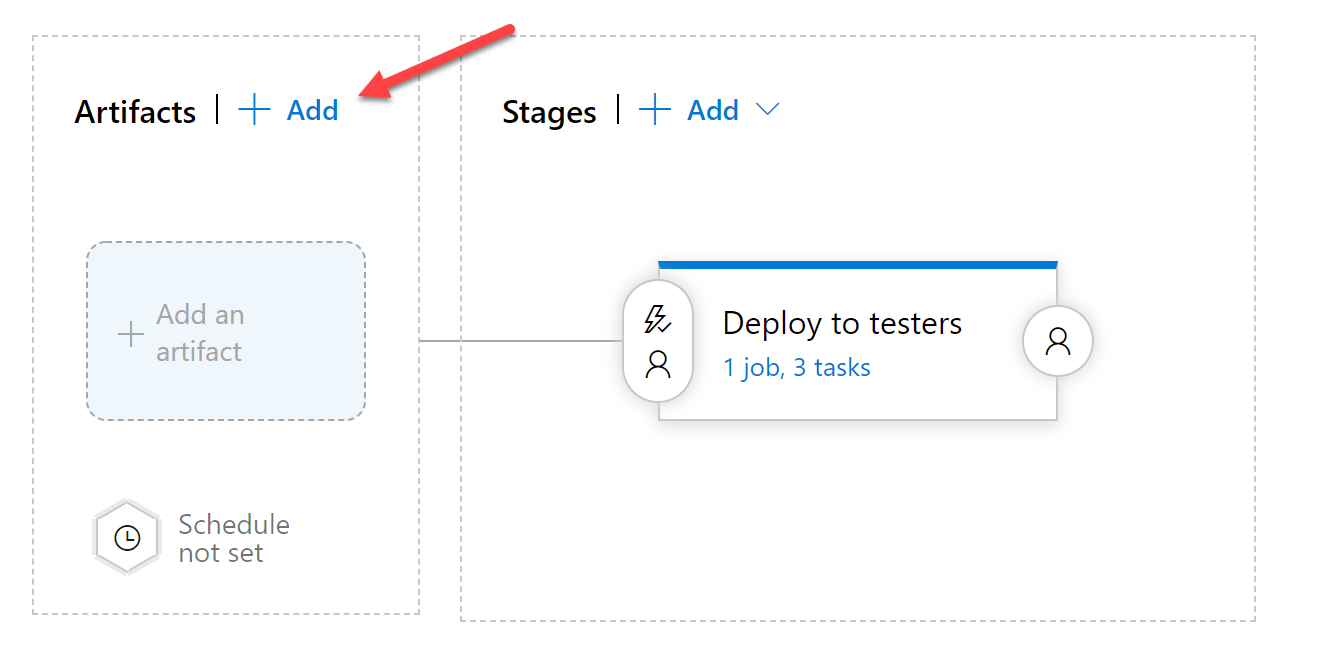 Artifacts | + Add
Stages | + Add
Add an
artifact
Deploy to testers
1 job, 3 tasks
Schedule
not set